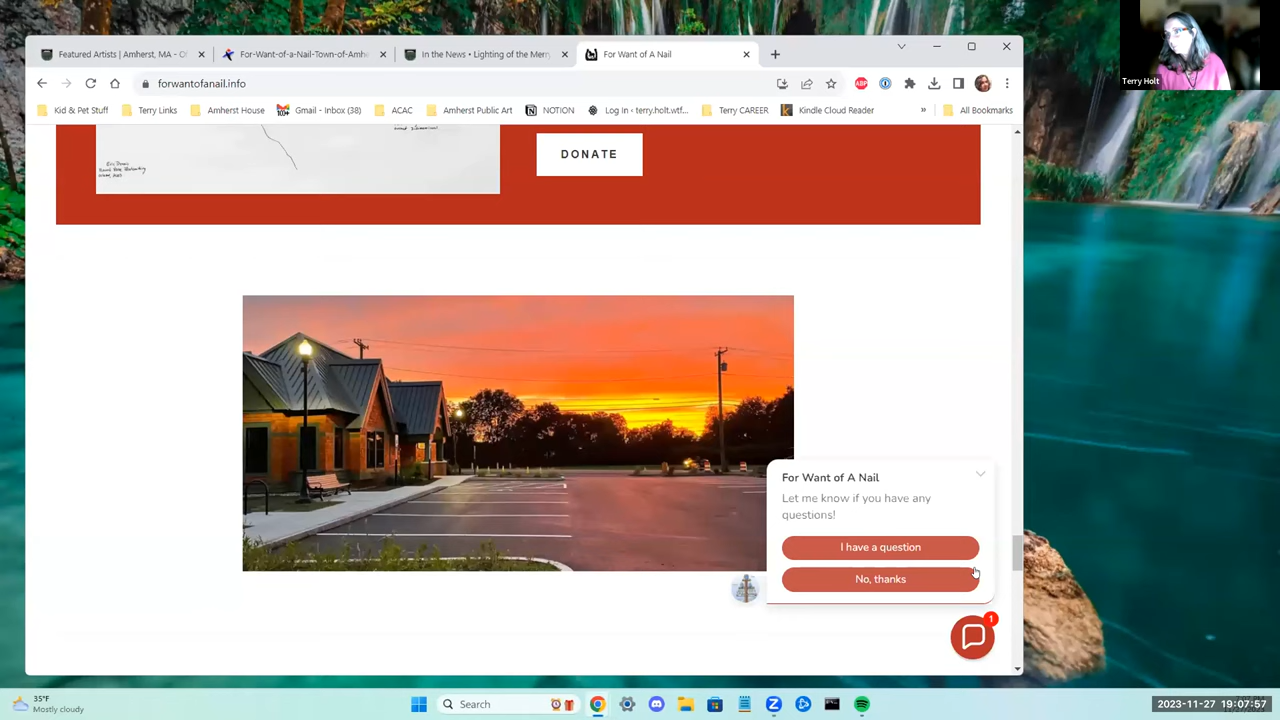 Featured Artists | Amherst, MA - Of
For-Want-of-a-Nail-Town-of-Amhe
In the News • Lighting of the Merry
For Want of A Nail
Terry Holt
forwantofanail.info
ABP
Kid & Pet Stuff
Terry Links
Amherst House
Gmail - Inbox (38)
ACAC
Amherst Public Art
NOTION
Log In ‹ terry.holt.wtf...
Terry CAREER
Kindle Cloud Reader
»
All Bookmarks
DONATE
For Want of A Nail
Let me know if you have any
questions!
I have a question
No, thanks
1
35°F
Mostly cloudy
Search
2023-11-27 19:07:57